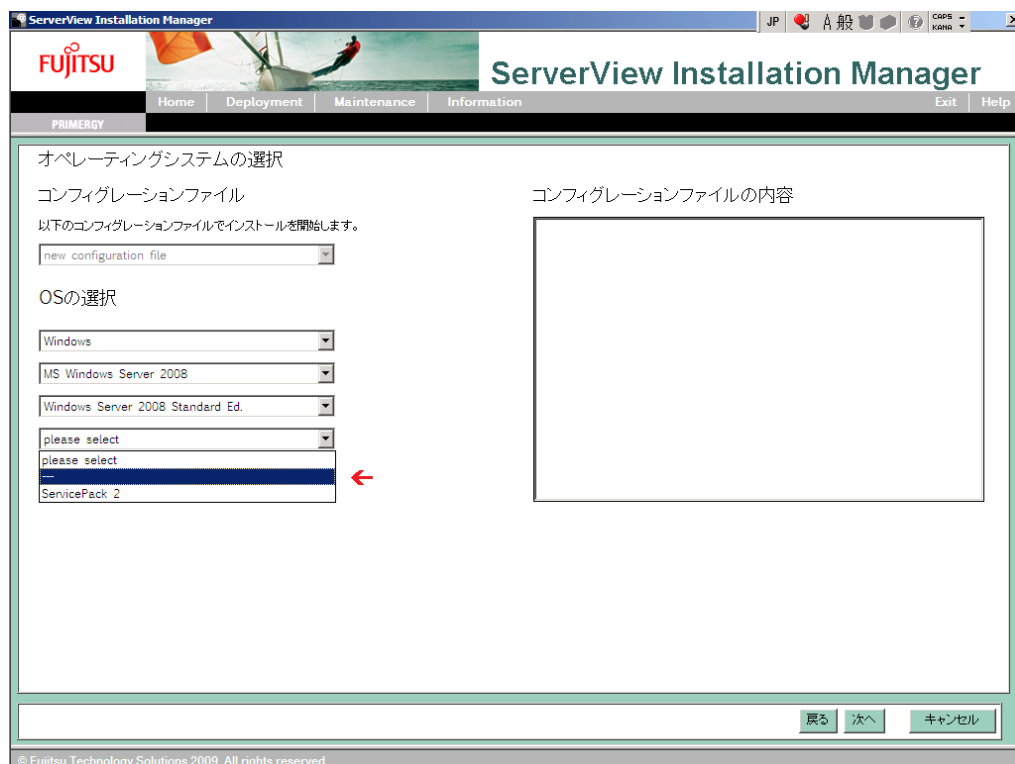 ServerView Installation Manager
JP A 般 CAPS KANA
FUJITSU
ServerView Installation Manager
Home Deployment Maintenance Information Exit Help
PRIMERGY
オペレーティングシステムの選択
コンフィグレーションファイル
コンフィグレーションファイルの内容
以下のコンフィグレーションファイルでインストールを開始します。
new configuration file
OSの選択
Windows
MS Windows Server 2008
Windows Server 2008 Standard Ed.
please select
please select
---
ServicePack 2
戻る 次へ キャンセル
© Fujitsu Technology Solutions 2009 All rights reserved